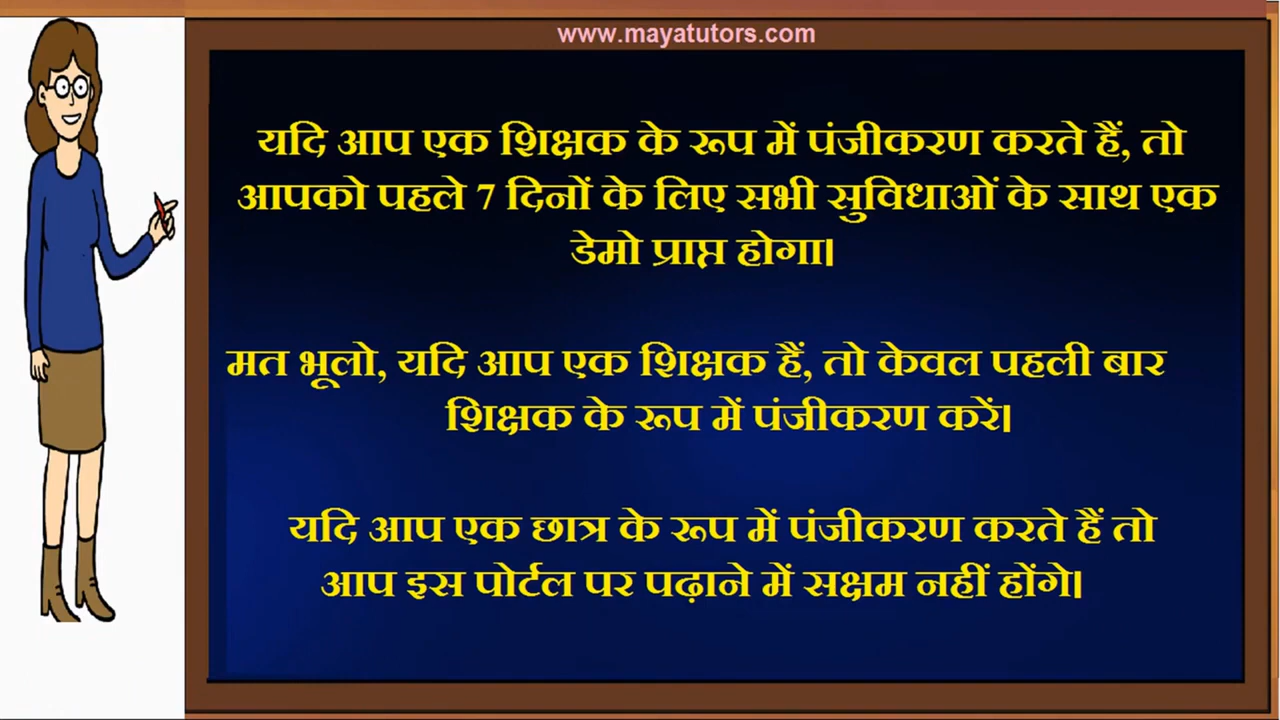 www.mayatutors.com
यदि आप एक शिक्षक के रूप में पंजीकरण करते हैं, तो
आपको पहले 7 दिनों के लिए सभी सुविधाओं के साथ एक
डेमो प्राप्त होगा।
मत भूलो, यदि आप एक शिक्षक हैं, तो केवल पहली बार
शिक्षक के रूप में पंजीकरण करें।
यदि आप एक छात्र के रूप में पंजीकरण करते हैं तो
आप इस पोर्टल पर पढ़ाने में सक्षम नहीं होंगे।